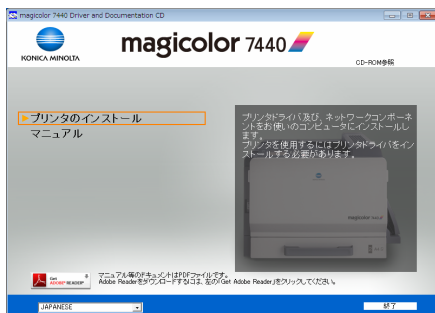 magicolor 7440 Driver and Documentation CD
KONICA MINOLTA
magicolor 7440
CD-ROM参照
プリンタのインストール
マニュアル
プリンタドライバ及び、ネットワークコンポーネ
ントをお使いのコンピュータにインストールし
ます。
プリンタを使用するにはプリンタドライバをイン
ストールする必要があります。
magicolor
Get
ADOBE® READER®
マニュアル等のドキュメントはPDFファイルです。
Adobe Readerをダウンロードするには、左の「Get Adobe Reader」をクリックしてください。
JAPANESE
終了